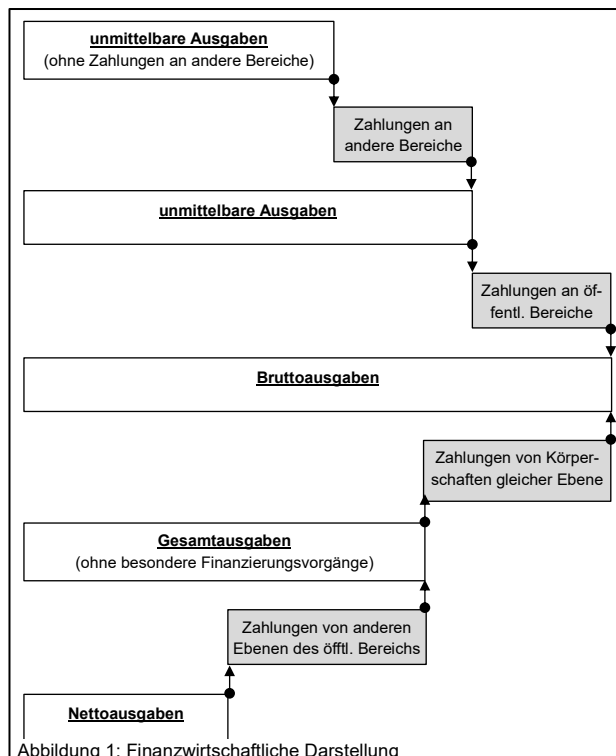 unmittelbare Ausgaben
(ohne Zahlungen an andere Bereiche)
Zahlungen an
andere Bereiche
unmittelbare Ausgaben
Zahlungen an öf-
fentl. Bereiche
Bruttoausgaben
Zahlungen von Körper-
schaften gleicher Ebene
Gesamtausgaben
(ohne besondere Finanzierungsvorgänge)
Zahlungen von anderen
Ebenen des öfftl. Bereichs
Nettoausgaben
Abbildung 1: Finanzwirtschaftliche Darstellung